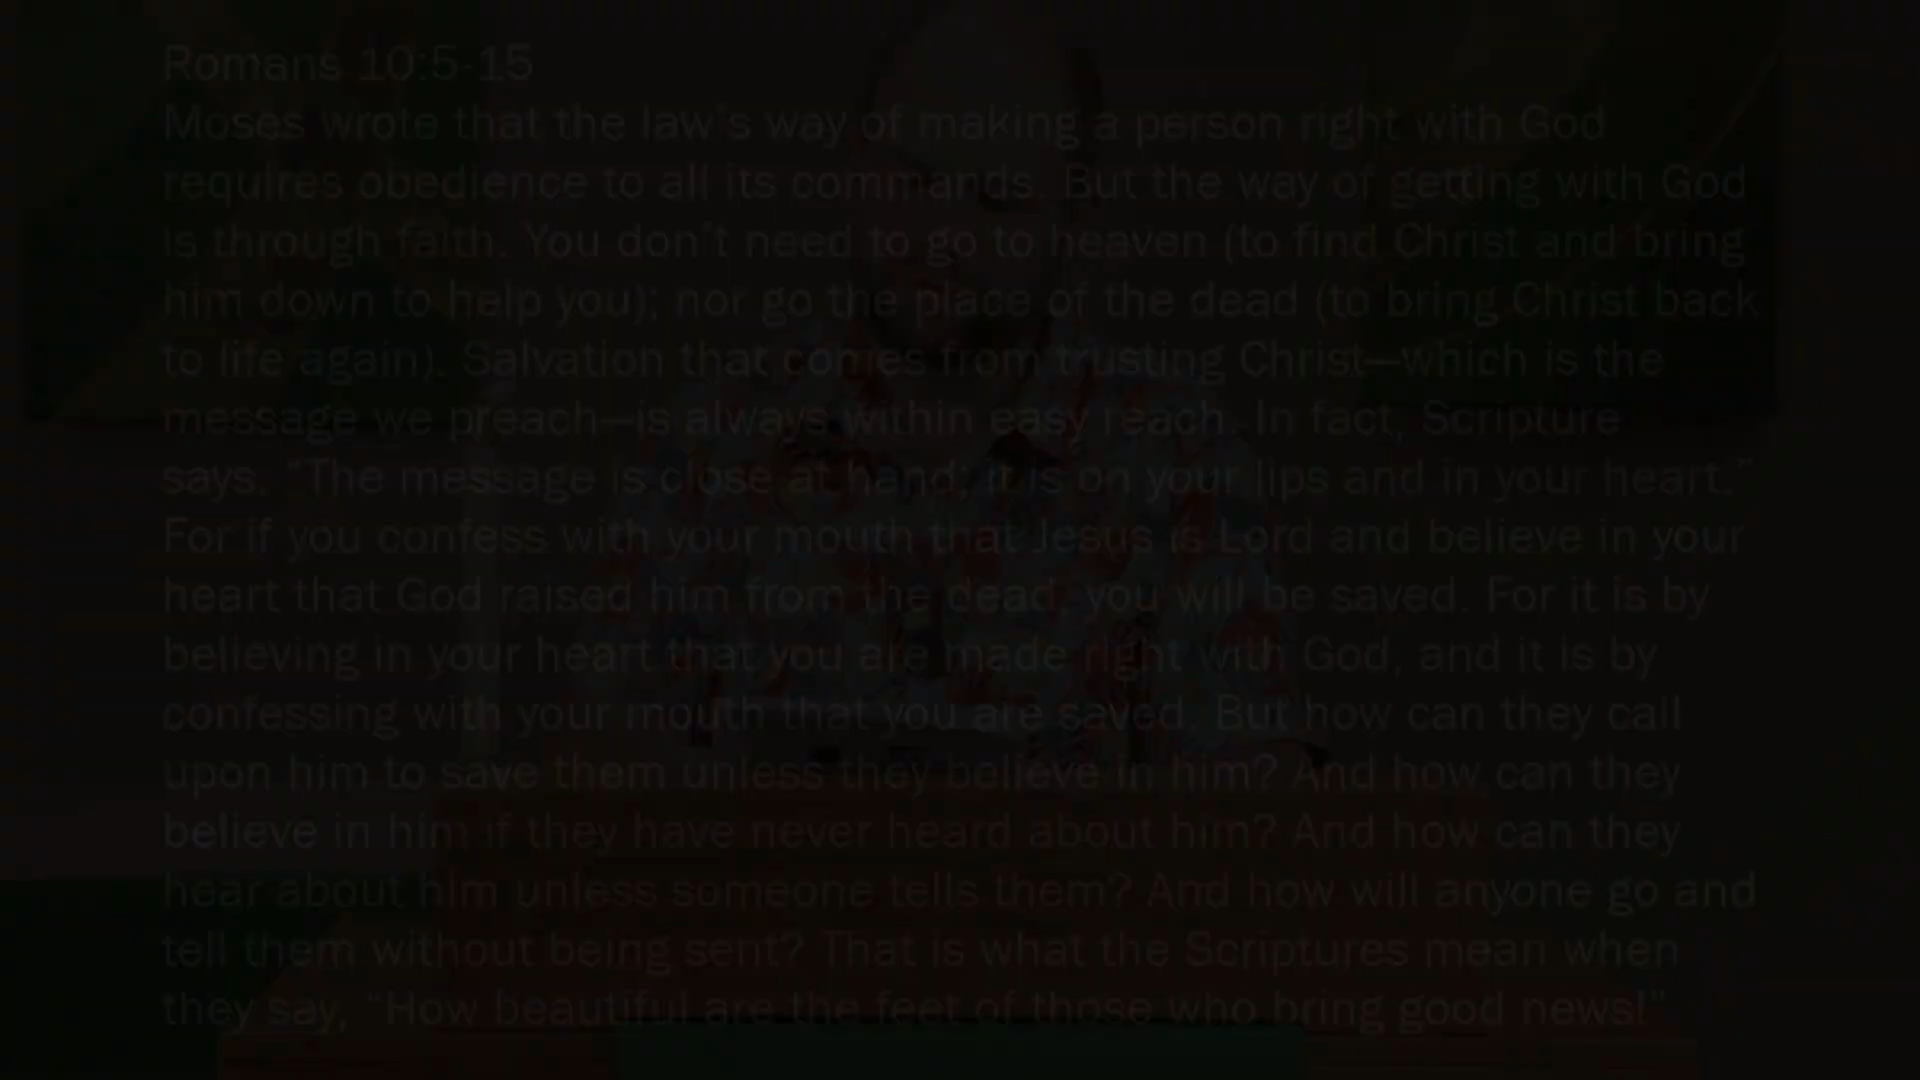 Romans 10:5-15
Moses wrote that the law's way of making a person right with God
requires obedience to all its commands. But the way of getting with God
is through faith. You don't need to go to heaven (to find Christ and bring
him down to help you); nor go the place of the dead (to bring Christ back
to life again). Salvation that comes from trusting Christ—which is the
message we preach—is always within easy reach. In fact, Scripture
says. "The message is close at hand; it is on your lips and in your heart."
For if you confess with your mouth that Jesus is Lord and believe in your
heart that God raised him from the dead, you will be saved. For it is by
believing in your heart that you are made right with God, and it is by
confessing with your mouth that you are saved. But how can they call
upon him to save them unless they believe in him? And how can they
believe in him if they have never heard about him? And how can they
hear about him unless someone tells them? And how will anyone go and
tell them without being sent? That is what the Scriptures mean when
they say, "How beautiful are the feet of those who bring good news!"